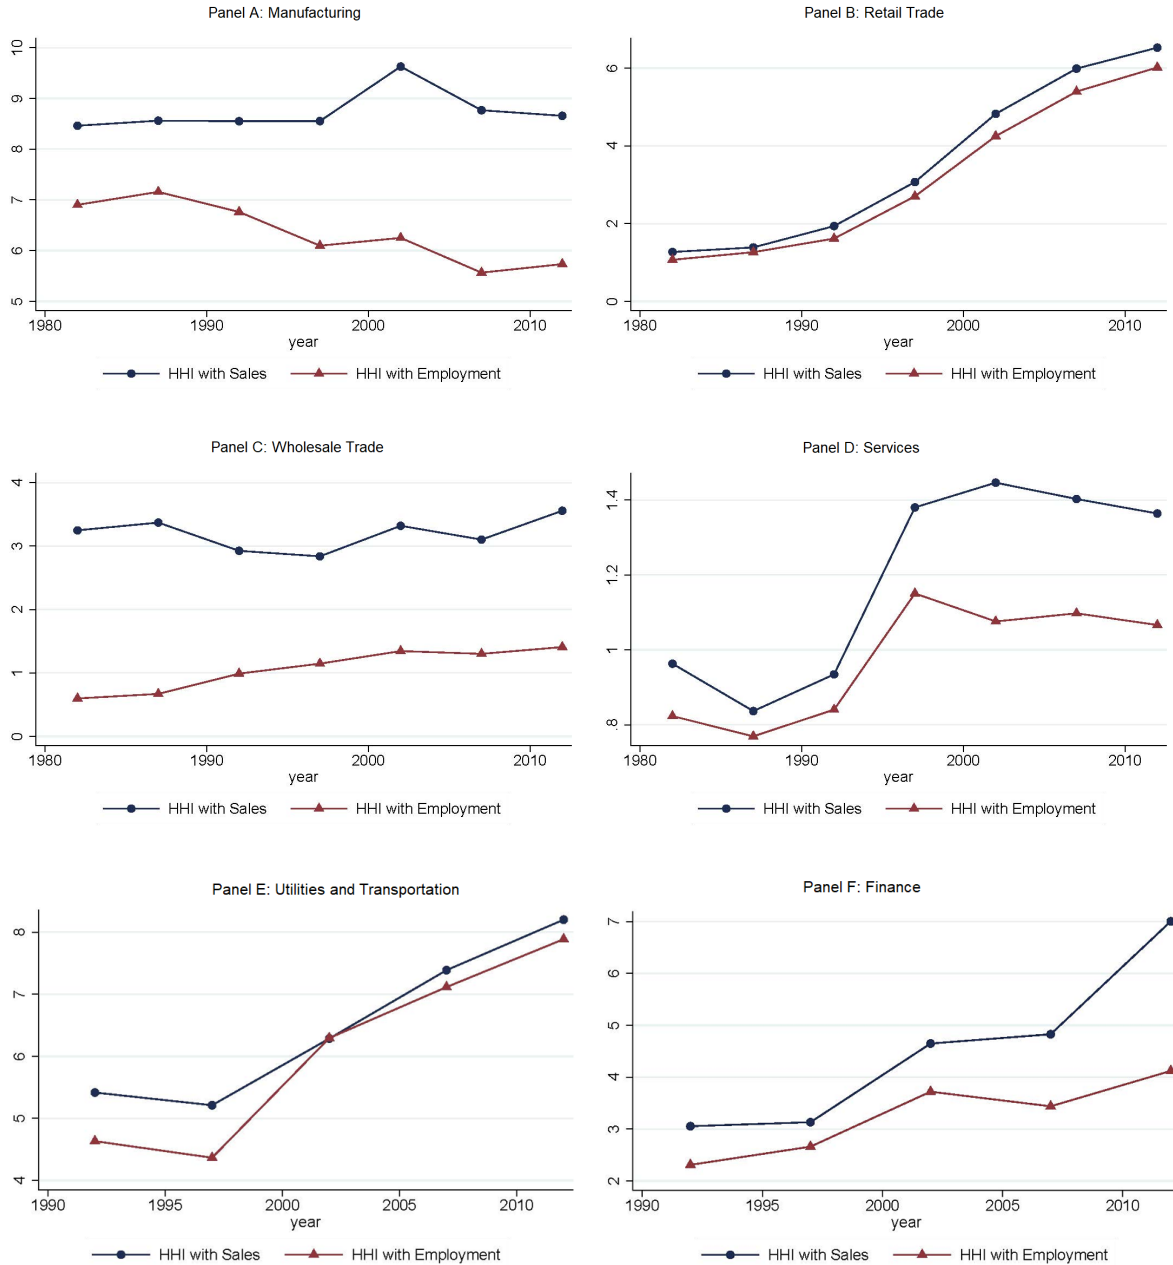 Panel A: Manufacturing
10
9
8
7
6
5
1980 1990 2000 2010
year
HHI with Sales HHI with Employment
Panel B: Retail Trade
6
4
2
0
1980 1990 2000 2010
year
HHI with Sales HHI with Employment
Panel C: Wholesale Trade
4
3
2
1
0
1980 1990 2000 2010
year
HHI with Sales HHI with Employment
Panel D: Services
1.4
1.2
1
.8
1980 1990 2000 2010
year
HHI with Sales HHI with Employment
Panel E: Utilities and Transportation
8
7
6
5
4
1990 1995 2000 2005 2010
year
HHI with Sales HHI with Employment
Panel F: Finance
7
6
5
4
3
2
1990 1995 2000 2005 2010
year
HHI with Sales HHI with Employment